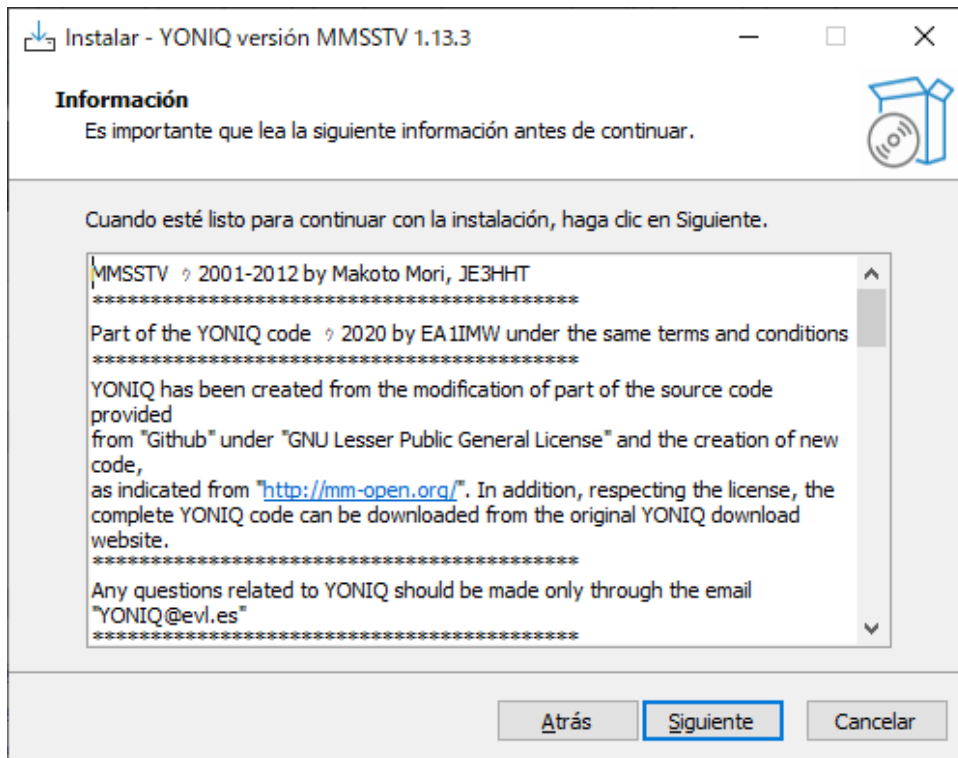 Instalar - YONIQ versión MMSSTV 1.13.3
Información
Es importante que lea la siguiente información antes de continuar.
Cuando esté listo para continuar con la instalación, haga clic en Siguiente.
MMSSTV ｩ 2001-2012 by Makoto Mori, JE3HHT
******************************************
Part of the YONIQ code ｩ 2020 by EA1IMW under the same terms and conditions
******************************************
YONIQ has been created from the modification of part of the source code
provided
from "Github" under "GNU Lesser Public General License" and the creation of new
code,
as indicated from "http://mm-open.org/". In addition, respecting the license, the
complete YONIQ code can be downloaded from the original YONIQ download
website.
******************************************
Any questions related to YONIQ should be made only through the email
"YONIQ@evl.es"
******************************************
Atrás Siguiente Cancelar